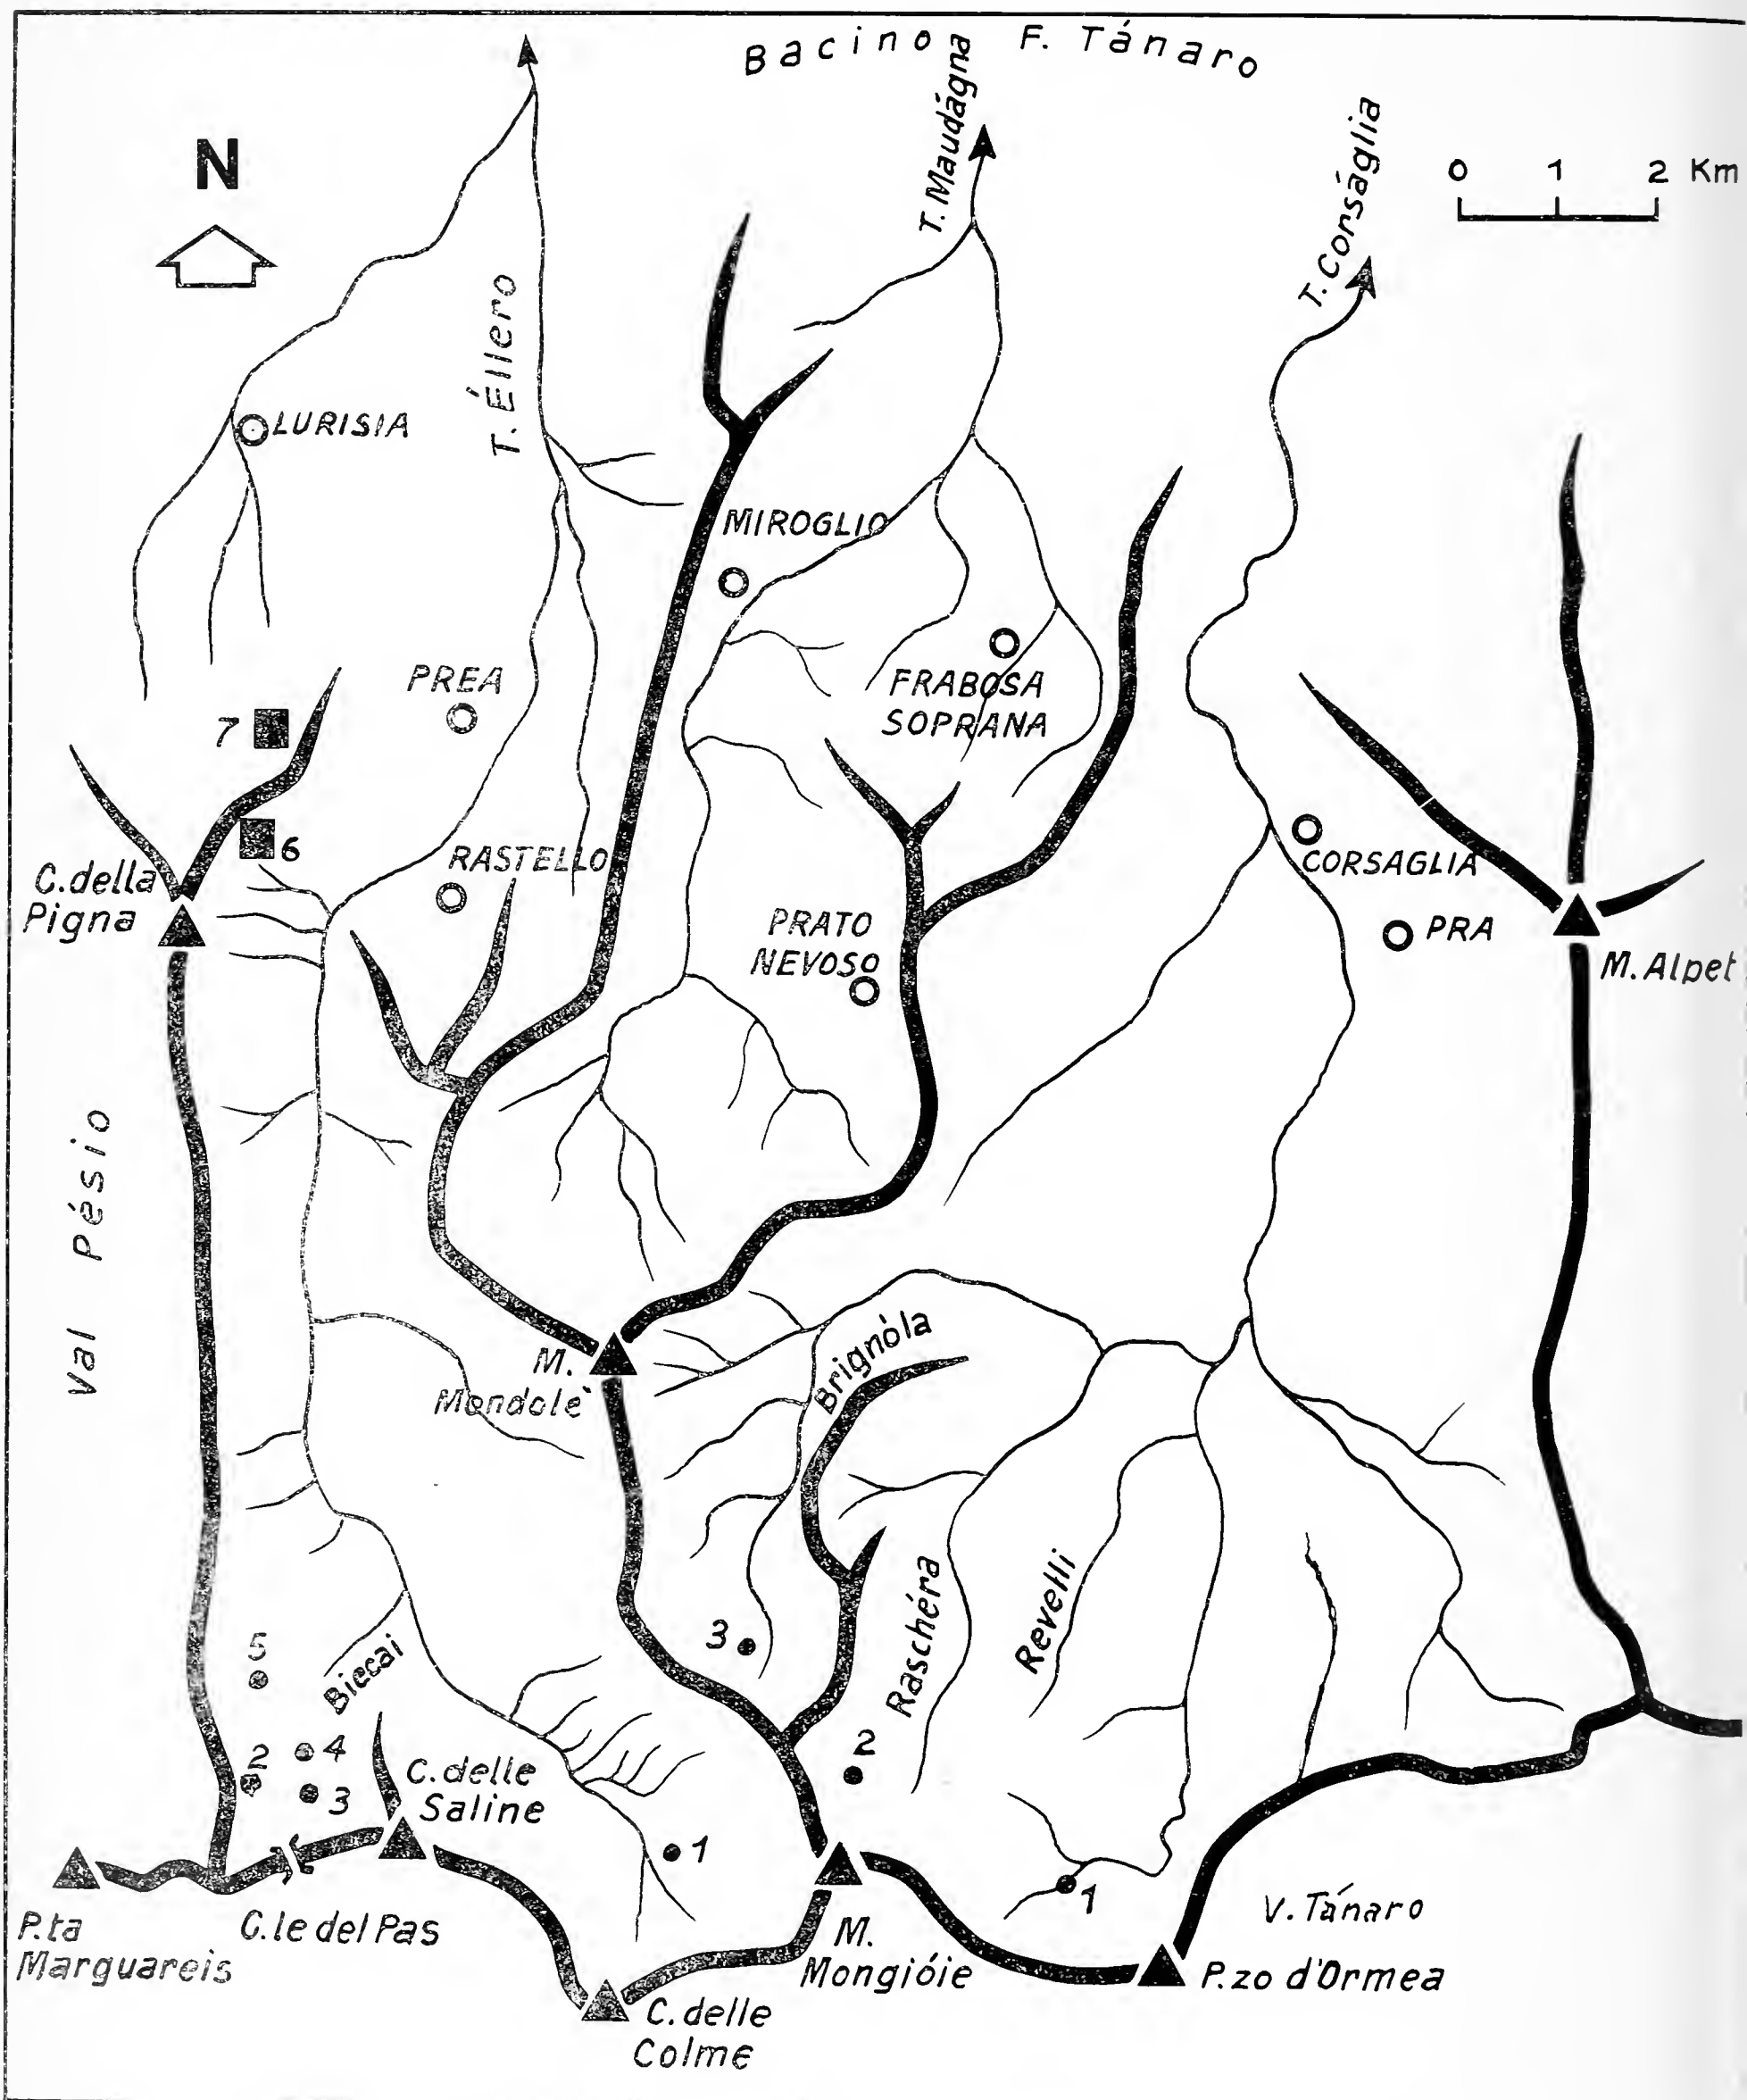 Bacino F. Tánaro
T. Maudágna
T. Corságlia
N
0 1 2 Km
T. Éllero
LURISIA
MIROGLIO
PREA
FRABOSA
SOPRANA
7
6
RASTELLO
C. della
Pigna
CORSAGLIA
PRATO
NEVOSO
PRA
M. Alpet
Val Pésio
M.
Mondolè
Brignòla
Raschéra
Revelli
Biecai
5
3
2
2
4
3
C. delle
Saline
1
1
P.ta
Marguareis
C.le del Pas
M.
Mongióie
V. Tánaro
P.zo d'Ormea
C. delle
Colme